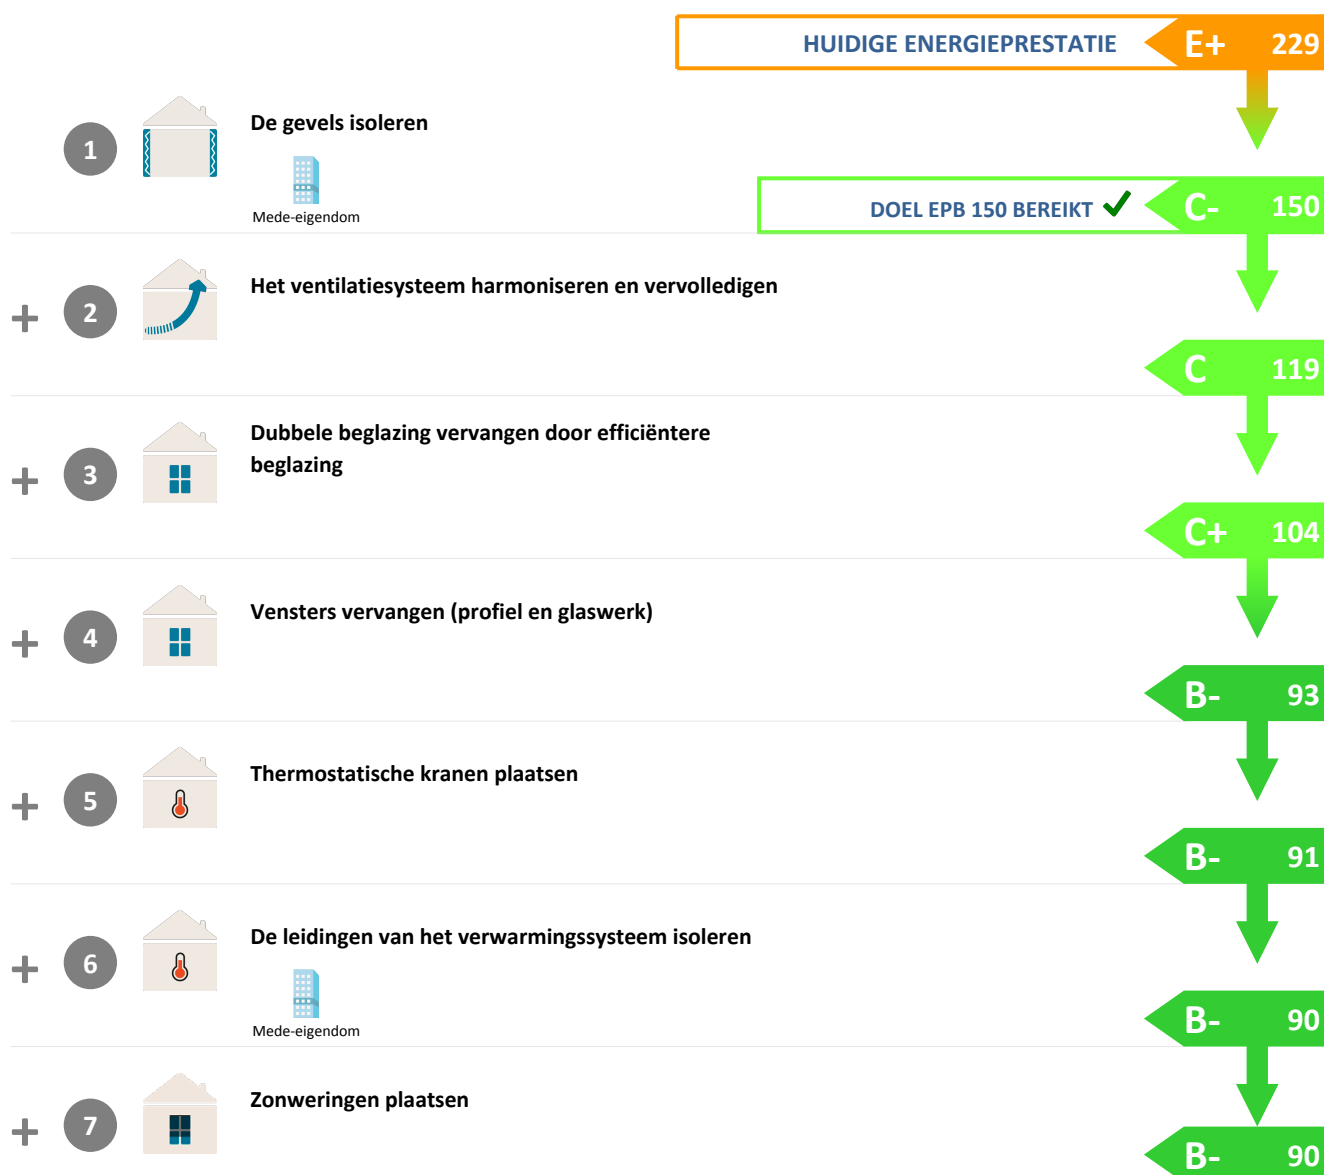 HUIDIGE ENERGIEPRESTATIE E+ 229
1 De gevels isoleren
Mede-eigendom
DOEL EPB 150 BEREIKT ✓ C- 150
+ 2 Het ventilatiesysteem harmoniseren en vervolledigen
C 119
+ 3 Dubbele beglazing vervangen door efficiëntere
beglazing
C+ 104
+ 4 Vensters vervangen (profiel en glaswerk)
B- 93
+ 5 Thermostatische kranen plaatsen
B- 91
+ 6 De leidingen van het verwarmingssysteem isoleren
Mede-eigendom
B- 90
+ 7 Zonweringen plaatsen
B- 90